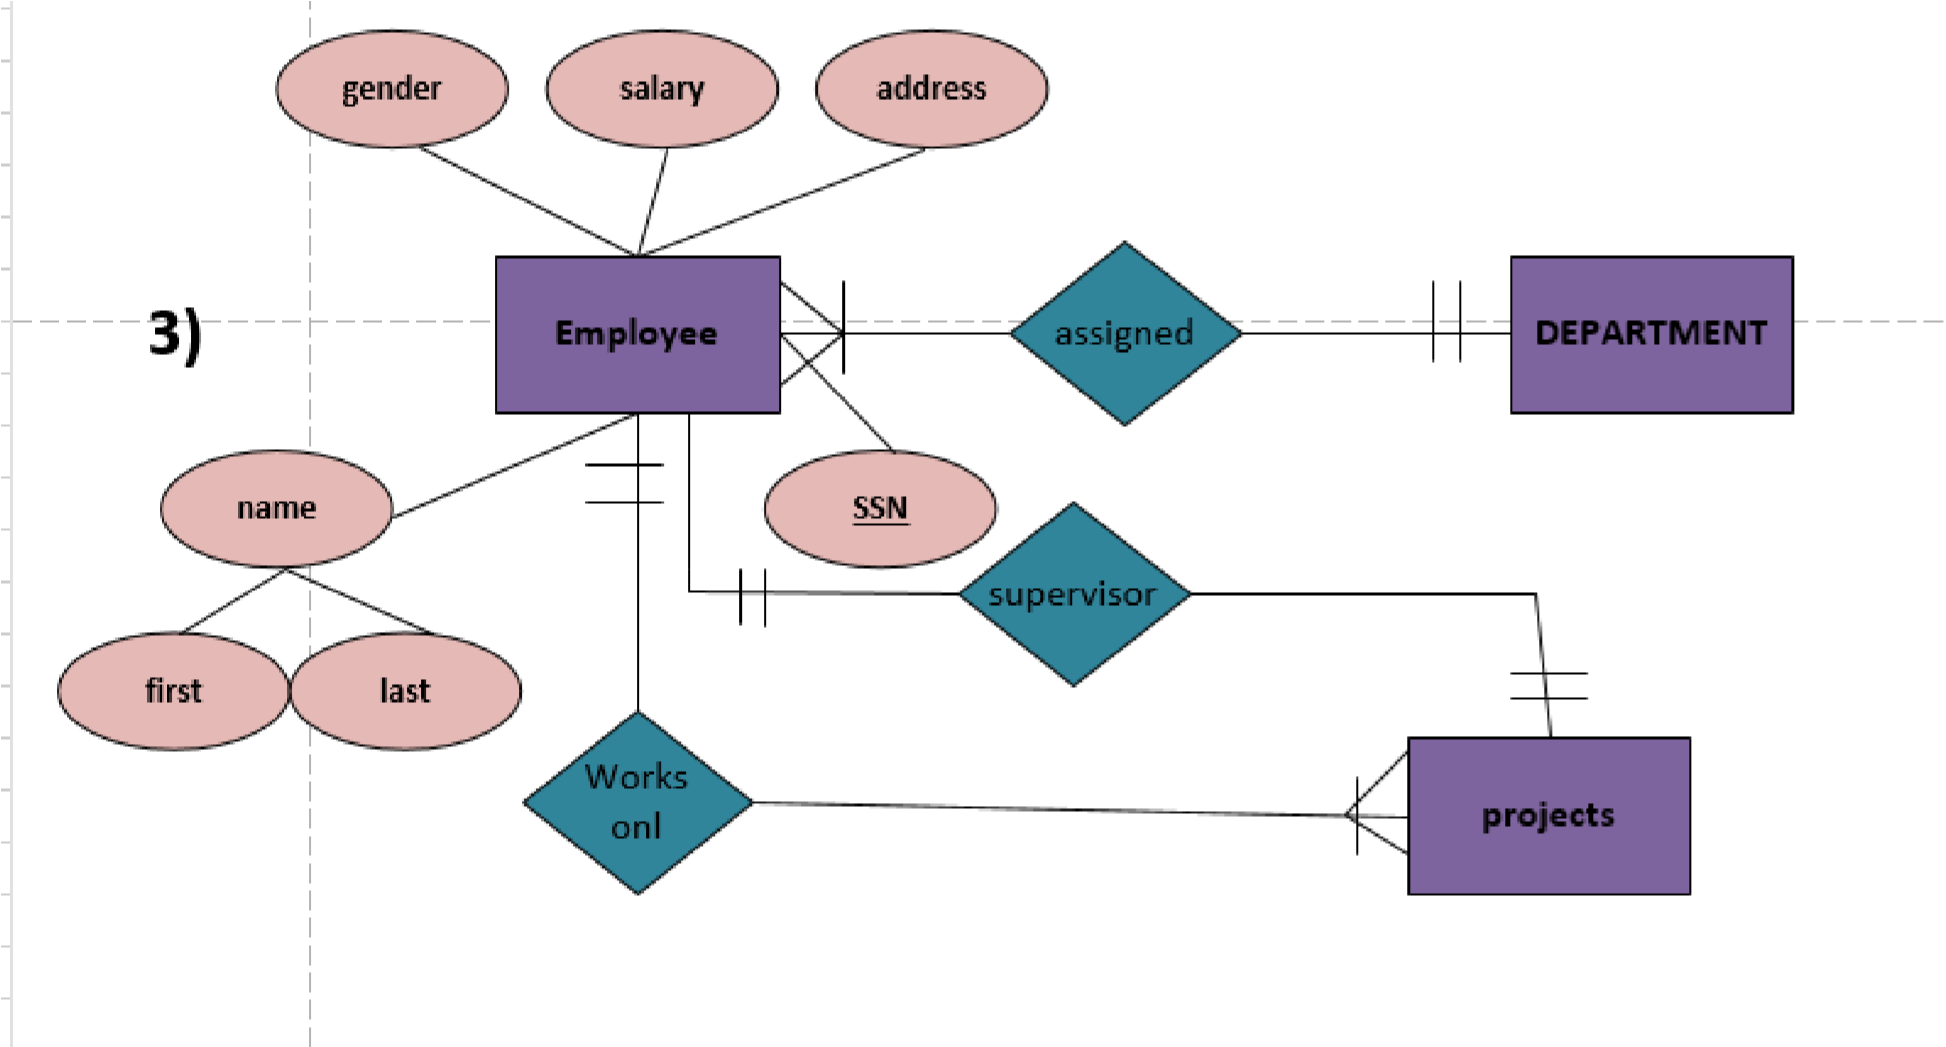 gender
salary
address
3)
Employee
assigned
DEPARTMENT
name
SSN
supervisor
first
last
Works
onl
projects